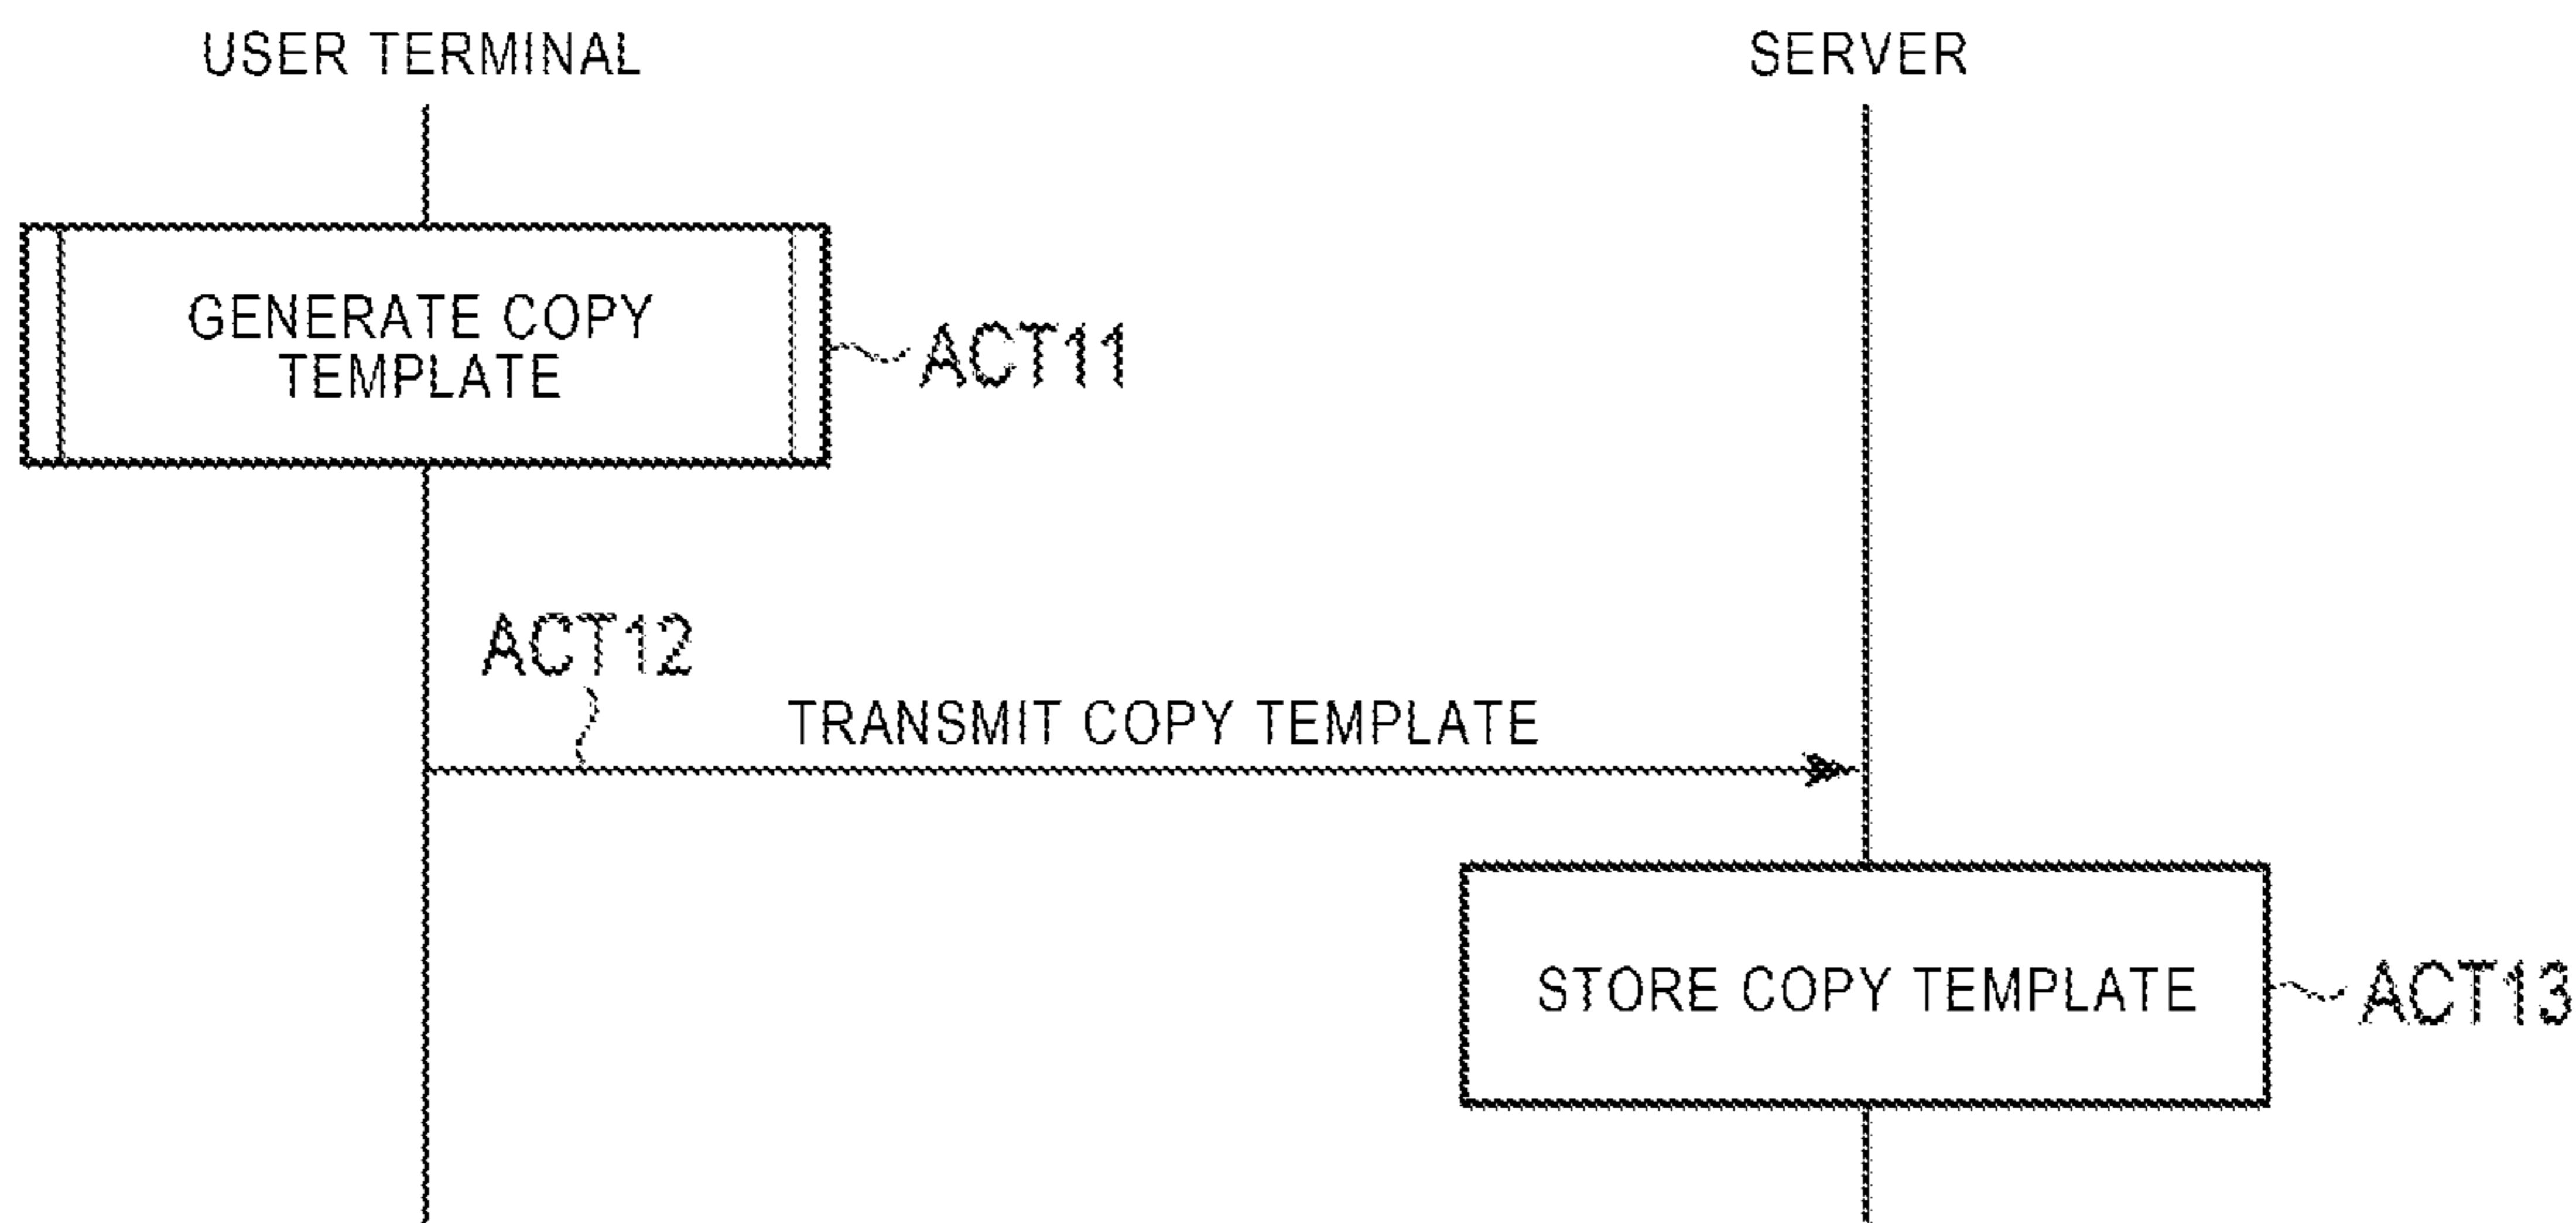 USER TERMINAL
SERVER
GENERATE COPY
TEMPLATE
ACT11
ACT12
TRANSMIT COPY TEMPLATE
STORE COPY TEMPLATE
ACT13